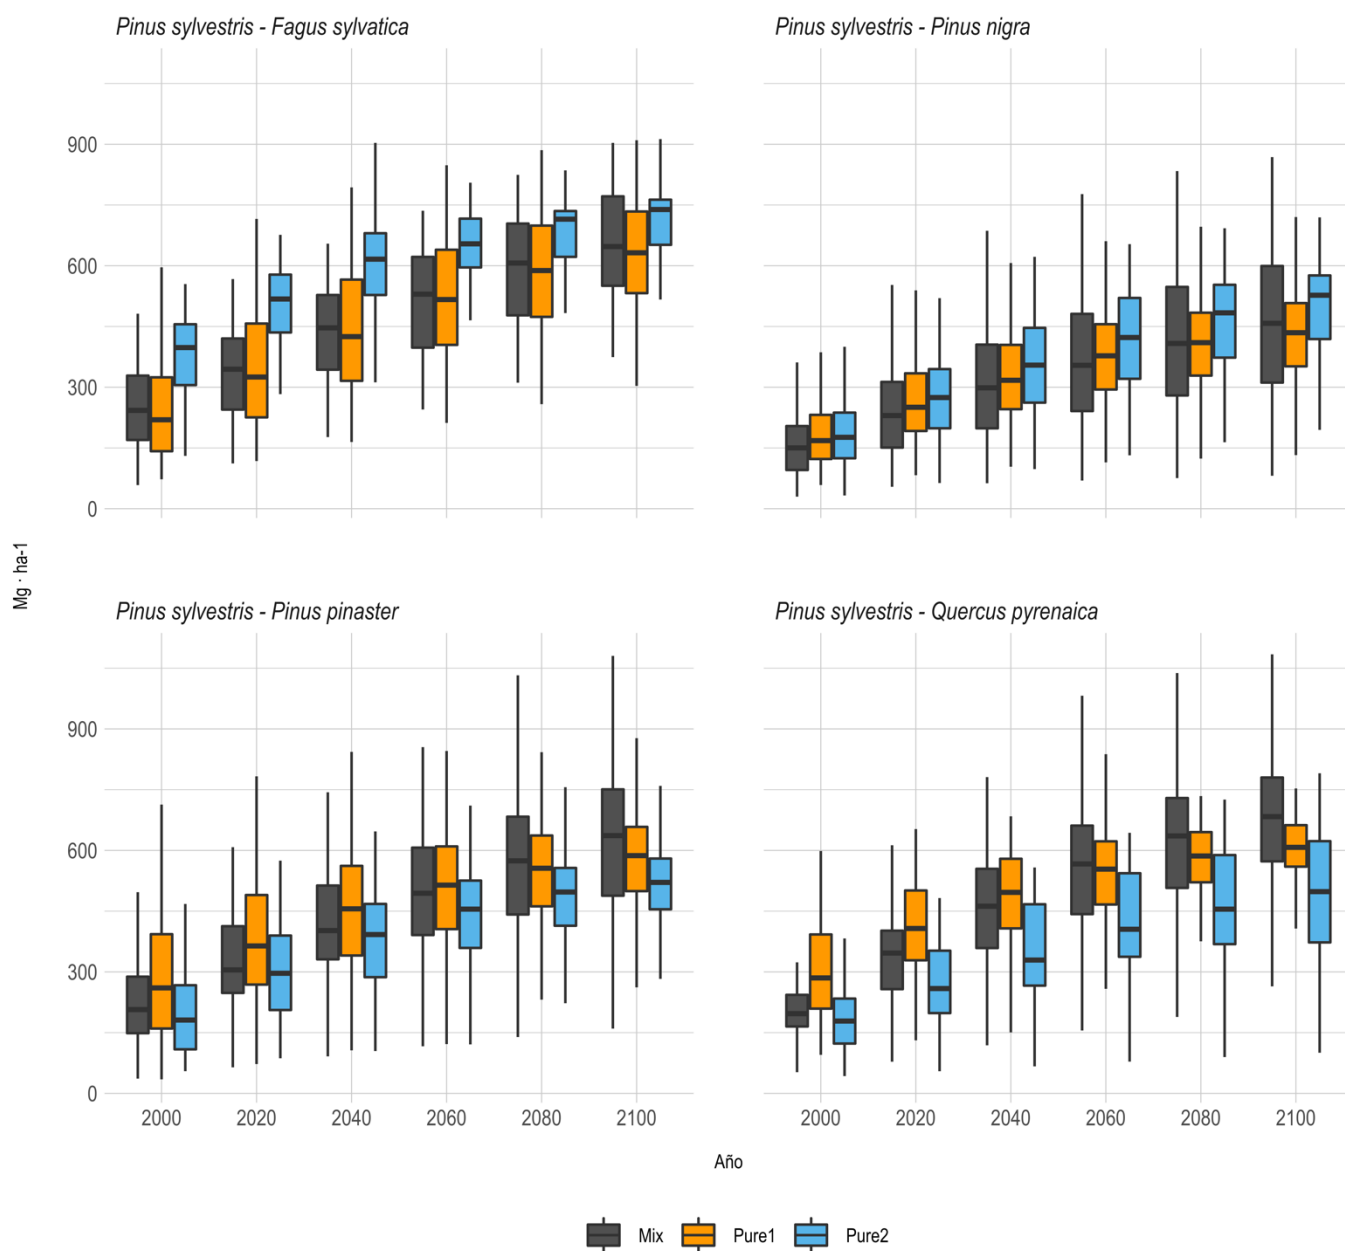 Pinus sylvestris - Fagus sylvatica
Pinus sylvestris - Pinus nigra
900
600
300
0
Mg · ha-1
Pinus sylvestris - Pinus pinaster
Pinus sylvestris - Quercus pyrenaica
900
600
300
0
2000 2020 2040 2060 2080 2100
2000 2020 2040 2060 2080 2100
Año
Mix Pure1 Pure2